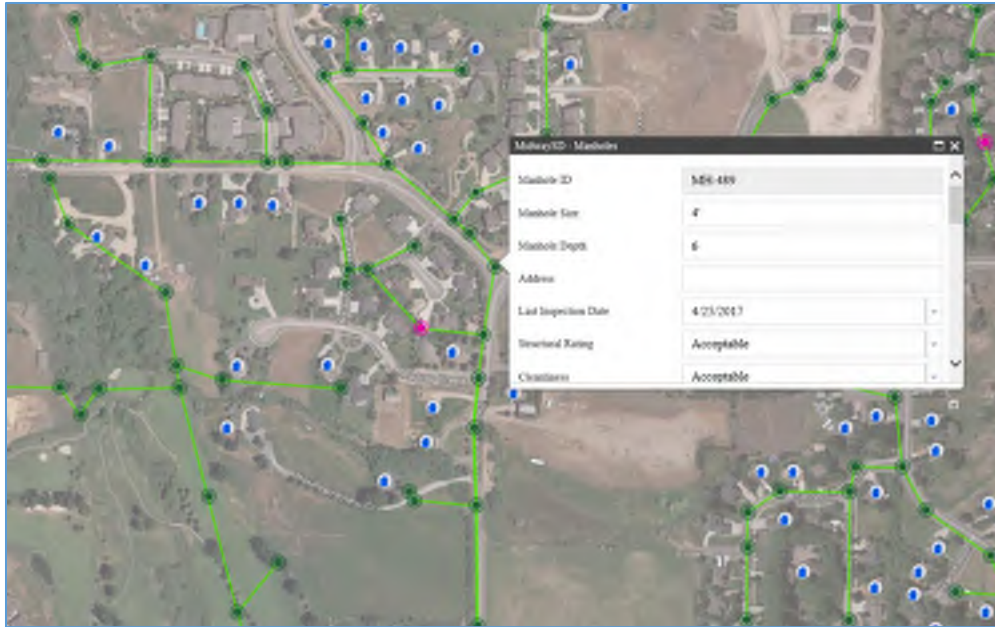 MidwaySD - Manholes
Manhole ID MH-489
Manhole Size 4'
Manhole Depth 6
Address
Last Inspection Date 4/23/2017
Structural Rating Acceptable
Cleanliness Acceptable